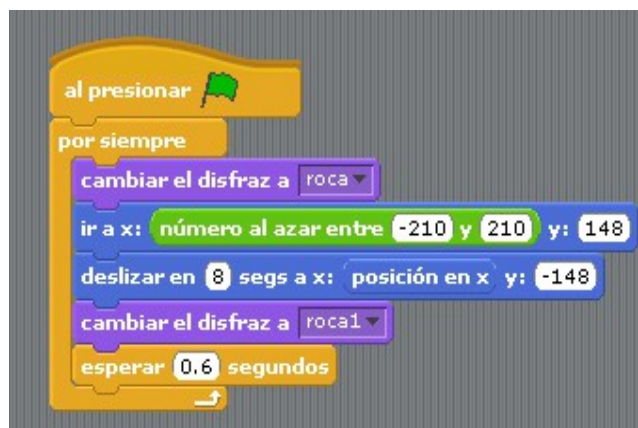 al presionar
por siempre
cambiar el disfraz a roca
ir a x: número al azar entre -210 y 210 y: 148
deslizar en 8 segs a x: posición en x y: -148
cambiar el disfraz a roca1
esperar 0.6 segundos